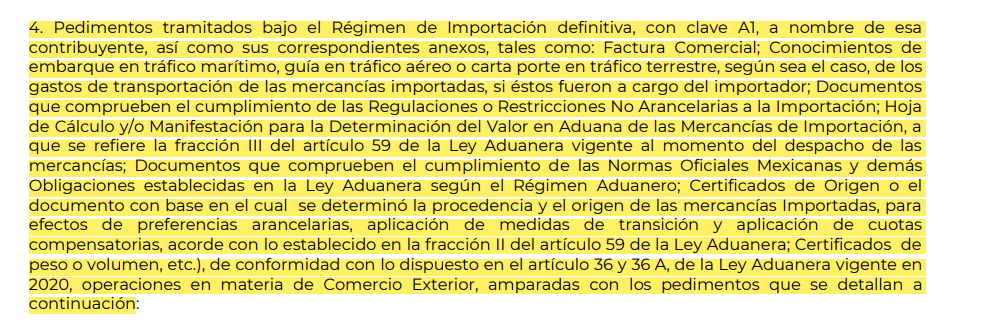 4. Pedimentos tramitados bajo el Régimen de Importación definitiva, con clave A1, a nombre de esa
contribuyente, así como sus correspondientes anexos, tales como: Factura Comercial; Conocimientos de
embarque en tráfico marítimo, guía en tráfico aéreo o carta porte en tráfico terrestre, según sea el caso, de los
gastos de transportación de las mercancías importadas, si éstos fueron a cargo del importador; Documentos
que comprueben el cumplimiento de las Regulaciones o Restricciones No Arancelarias a la Importación; Hoja
de Cálculo y/o Manifestación para la Determinación del Valor en Aduana de las Mercancías de Importación, a
que se refiere la fracción III del artículo 59 de la Ley Aduanera vigente al momento del despacho de las
mercancías; Documentos que comprueben el cumplimiento de las Normas Oficiales Mexicanas y demás
Obligaciones establecidas en la Ley Aduanera según el Régimen Aduanero; Certificados de Origen o el
documento con base en el cual se determinó la procedencia y el origen de las mercancías Importadas, para
efectos de preferencias arancelarias, aplicación de medidas de transición y aplicación de cuotas
compensatorias, acorde con lo establecido en la fracción II del artículo 59 de la Ley Aduanera; Certificados de
peso o volumen, etc.), de conformidad con lo dispuesto en el artículo 36 y 36 A, de la Ley Aduanera vigente en
2020, operaciones en materia de Comercio Exterior, amparadas con los pedimentos que se detallan a
continuación: